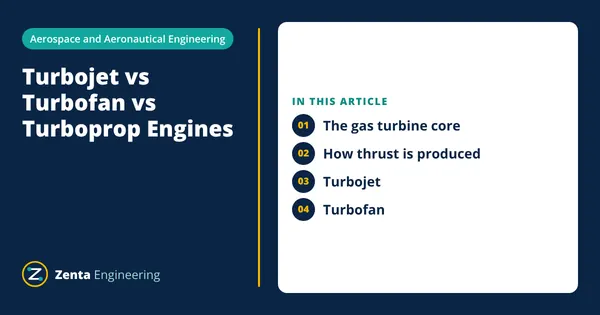 Aerospace and Aeronautical Engineering
Turbojet vs
Turbofan vs
Turboprop Engines
Z Zenta Engineering
IN THIS ARTICLE
01 The gas turbine core
02 How thrust is produced
03 Turbojet
04 Turbofan